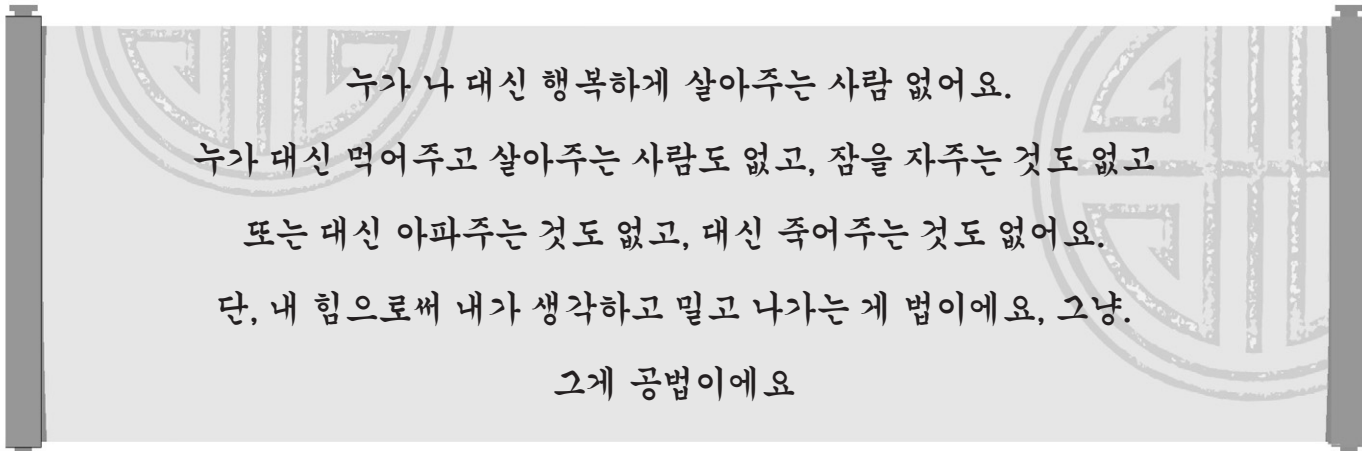 누가 나 대신 행복하게 살아주는 사람 없어요.
누가 대신 먹어주고 살아주는 사람도 없고, 잠을 자주는 것도 없고
또는 대신 아파주는 것도 없고, 대신 죽어주는 것도 없어요.
단, 내 힘으로써 내가 생각하고 밀고 나가는 게 법이에요, 그냥.
그게 공법이에요